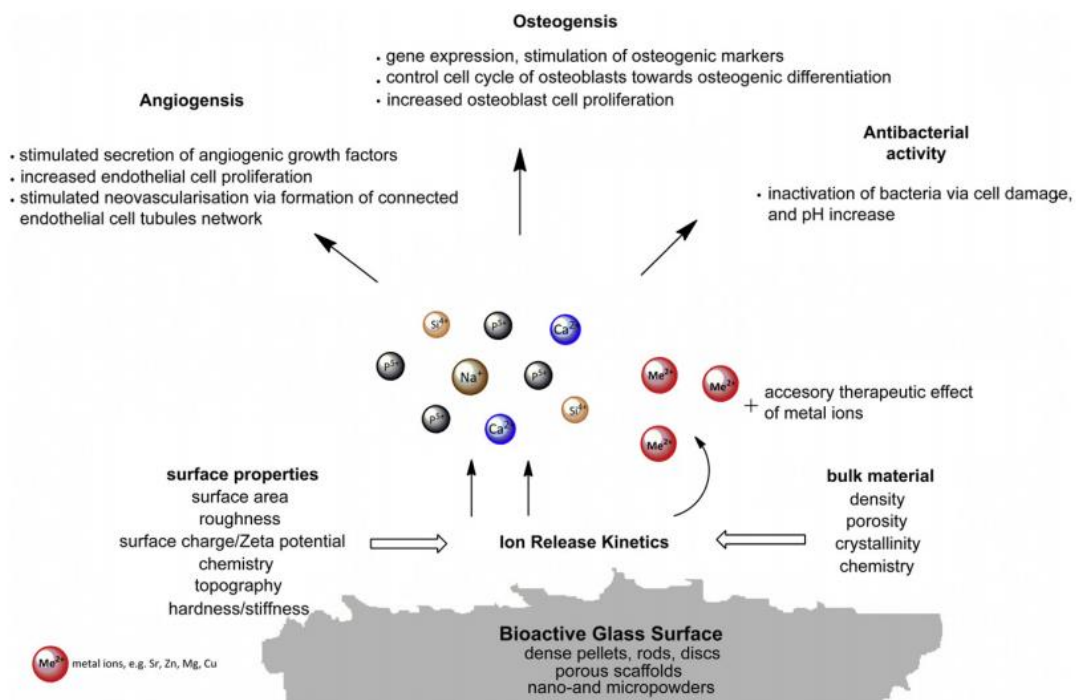 Osteogensis
• gene expression, stimulation of osteogenic markers
• control cell cycle of osteoblasts towards osteogenic differentiation
• increased osteoblast cell proliferation
Angiogensis
• stimulated secretion of angiogenic growth factors
• increased endothelial cell proliferation
• stimulated neovascularisation via formation of connected
endothelial cell tubules network
Antibacterial
activity
• inactivation of bacteria via cell damage,
and pH increase
Si⁴⁺
P⁵⁺
Ca²⁺
P⁵⁺
Na⁺
P⁵⁺
P⁵⁺
Ca²⁺
Si⁴⁺
Me²⁺
Me²⁺
Me²⁺
+ accesory therapeutic effect
of metal ions
surface properties
surface area
roughness
surface charge/Zeta potential
chemistry
topography
hardness/stiffness
Ion Release Kinetics
bulk material
density
porosity
crystallinity
chemistry
Bioactive Glass Surface
dense pellets, rods, discs
porous scaffolds
nano-and micropowders
Me²⁺ metal ions, e.g. Sr, Zn, Mg, Cu